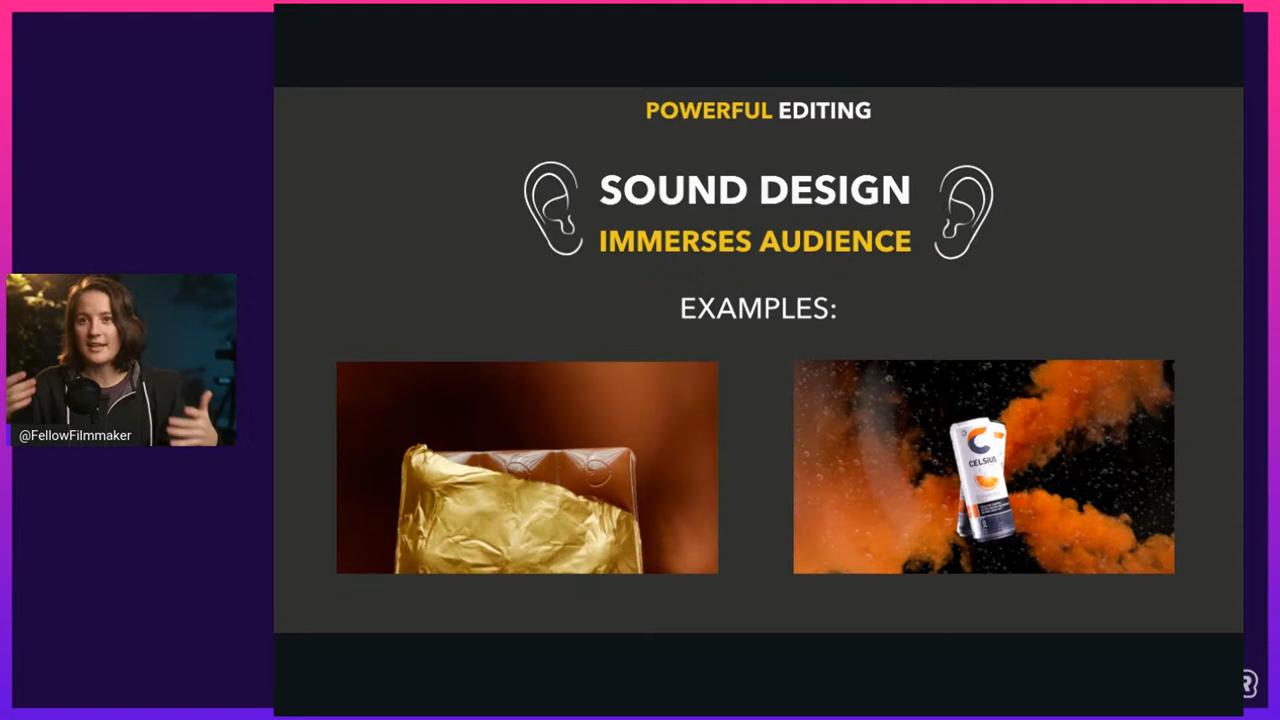 POWERFUL EDITING
SOUND DESIGN
IMMERSES AUDIENCE
EXAMPLES:
CELSIUS
@FellowFilmmaker